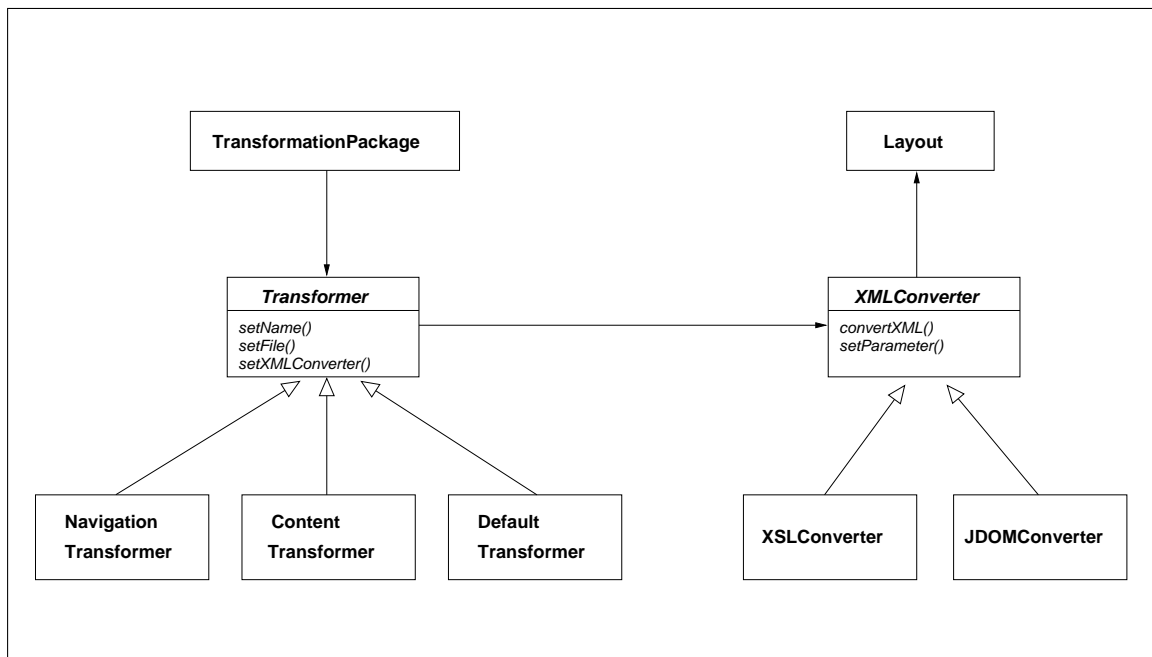 TransformationPackage
Layout
Transformer
setName()
setFile()
setXMLConverter()
XMLConverter
convertXML()
setParameter()
Navigation
Transformer
Content
Transformer
Default
Transformer
XSLConverter
JDOMConverter